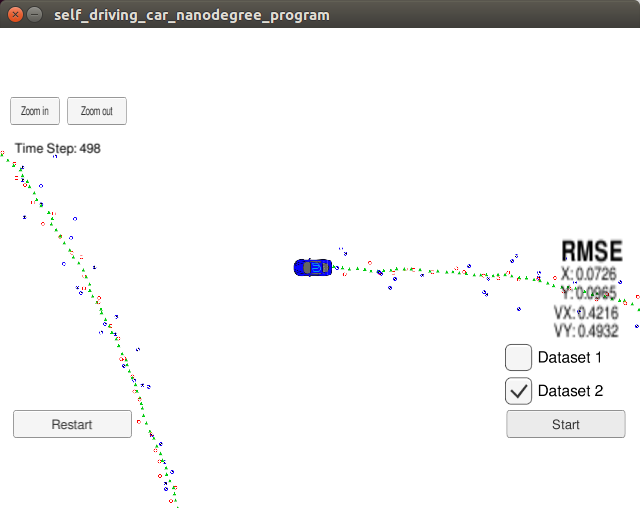 self_driving_car_nanodegree_program
Zoom in
Zoom out
Time Step: 498
RMSE
X: 0.0726
Y: 0.0965
VX: 0.4216
VY: 0.4932
Dataset 1
Dataset 2
Restart
Start